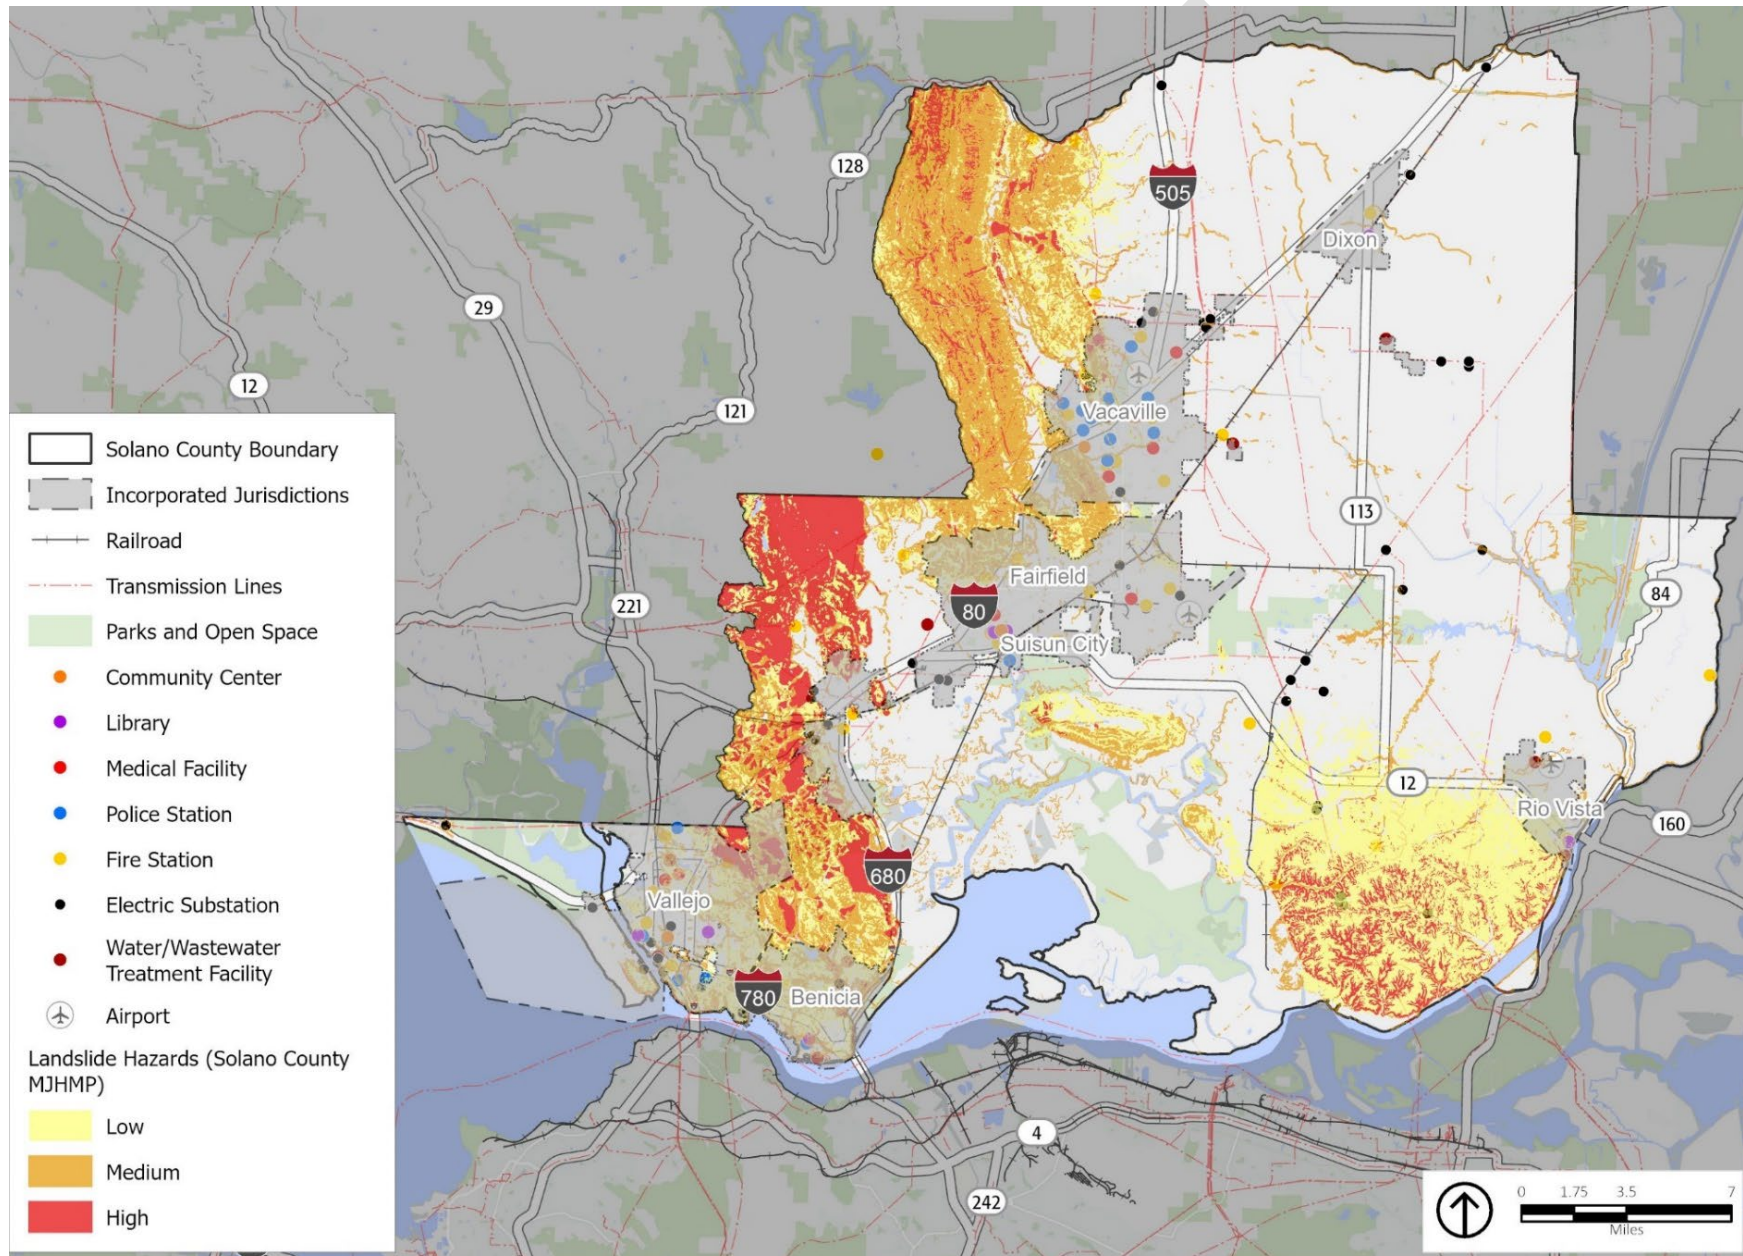 128
505
Dixon
29
12
121
Vacaville
113
Fairfield
80
221
84
Suisun City
12
Rio Vista
160
680
Vallejo
780
Benicia
4
242
Solano County Boundary
Incorporated Jurisdictions
Railroad
Transmission Lines
Parks and Open Space
Community Center
Library
Medical Facility
Police Station
Fire Station
Electric Substation
Water/Wastewater
Treatment Facility
Airport
Landslide Hazards (Solano County
MJHMP)
Low
Medium
High
0 1.75 3.5 7
Miles